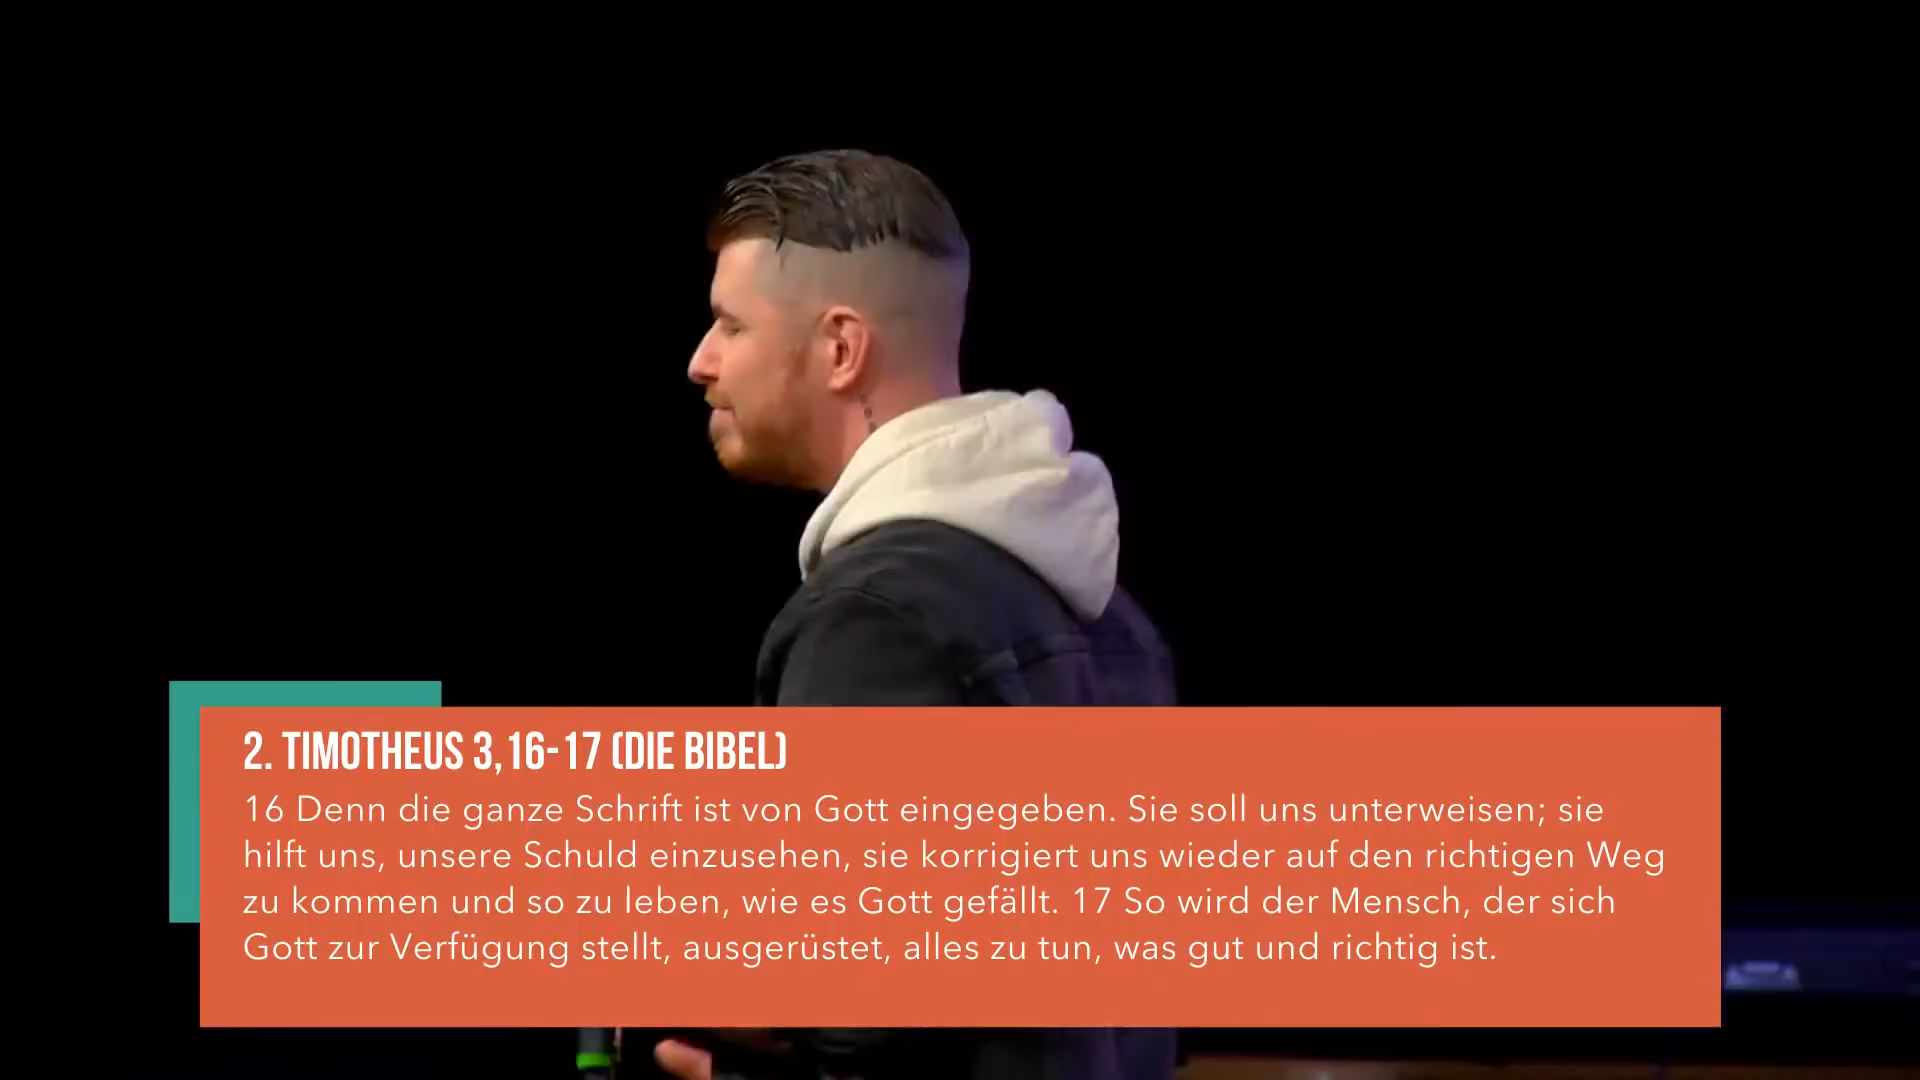 2. TIMOTHEUS 3,16-17 (DIE BIBEL)
16 Denn die ganze Schrift ist von Gott eingegeben. Sie soll uns unterweisen; sie
hilft uns, unsere Schuld einzusehen, sie korrigiert uns wieder auf den richtigen Weg
zu kommen und so zu leben, wie es Gott gefällt. 17 So wird der Mensch, der sich
Gott zur Verfügung stellt, ausgerüstet, alles zu tun, was gut und richtig ist.